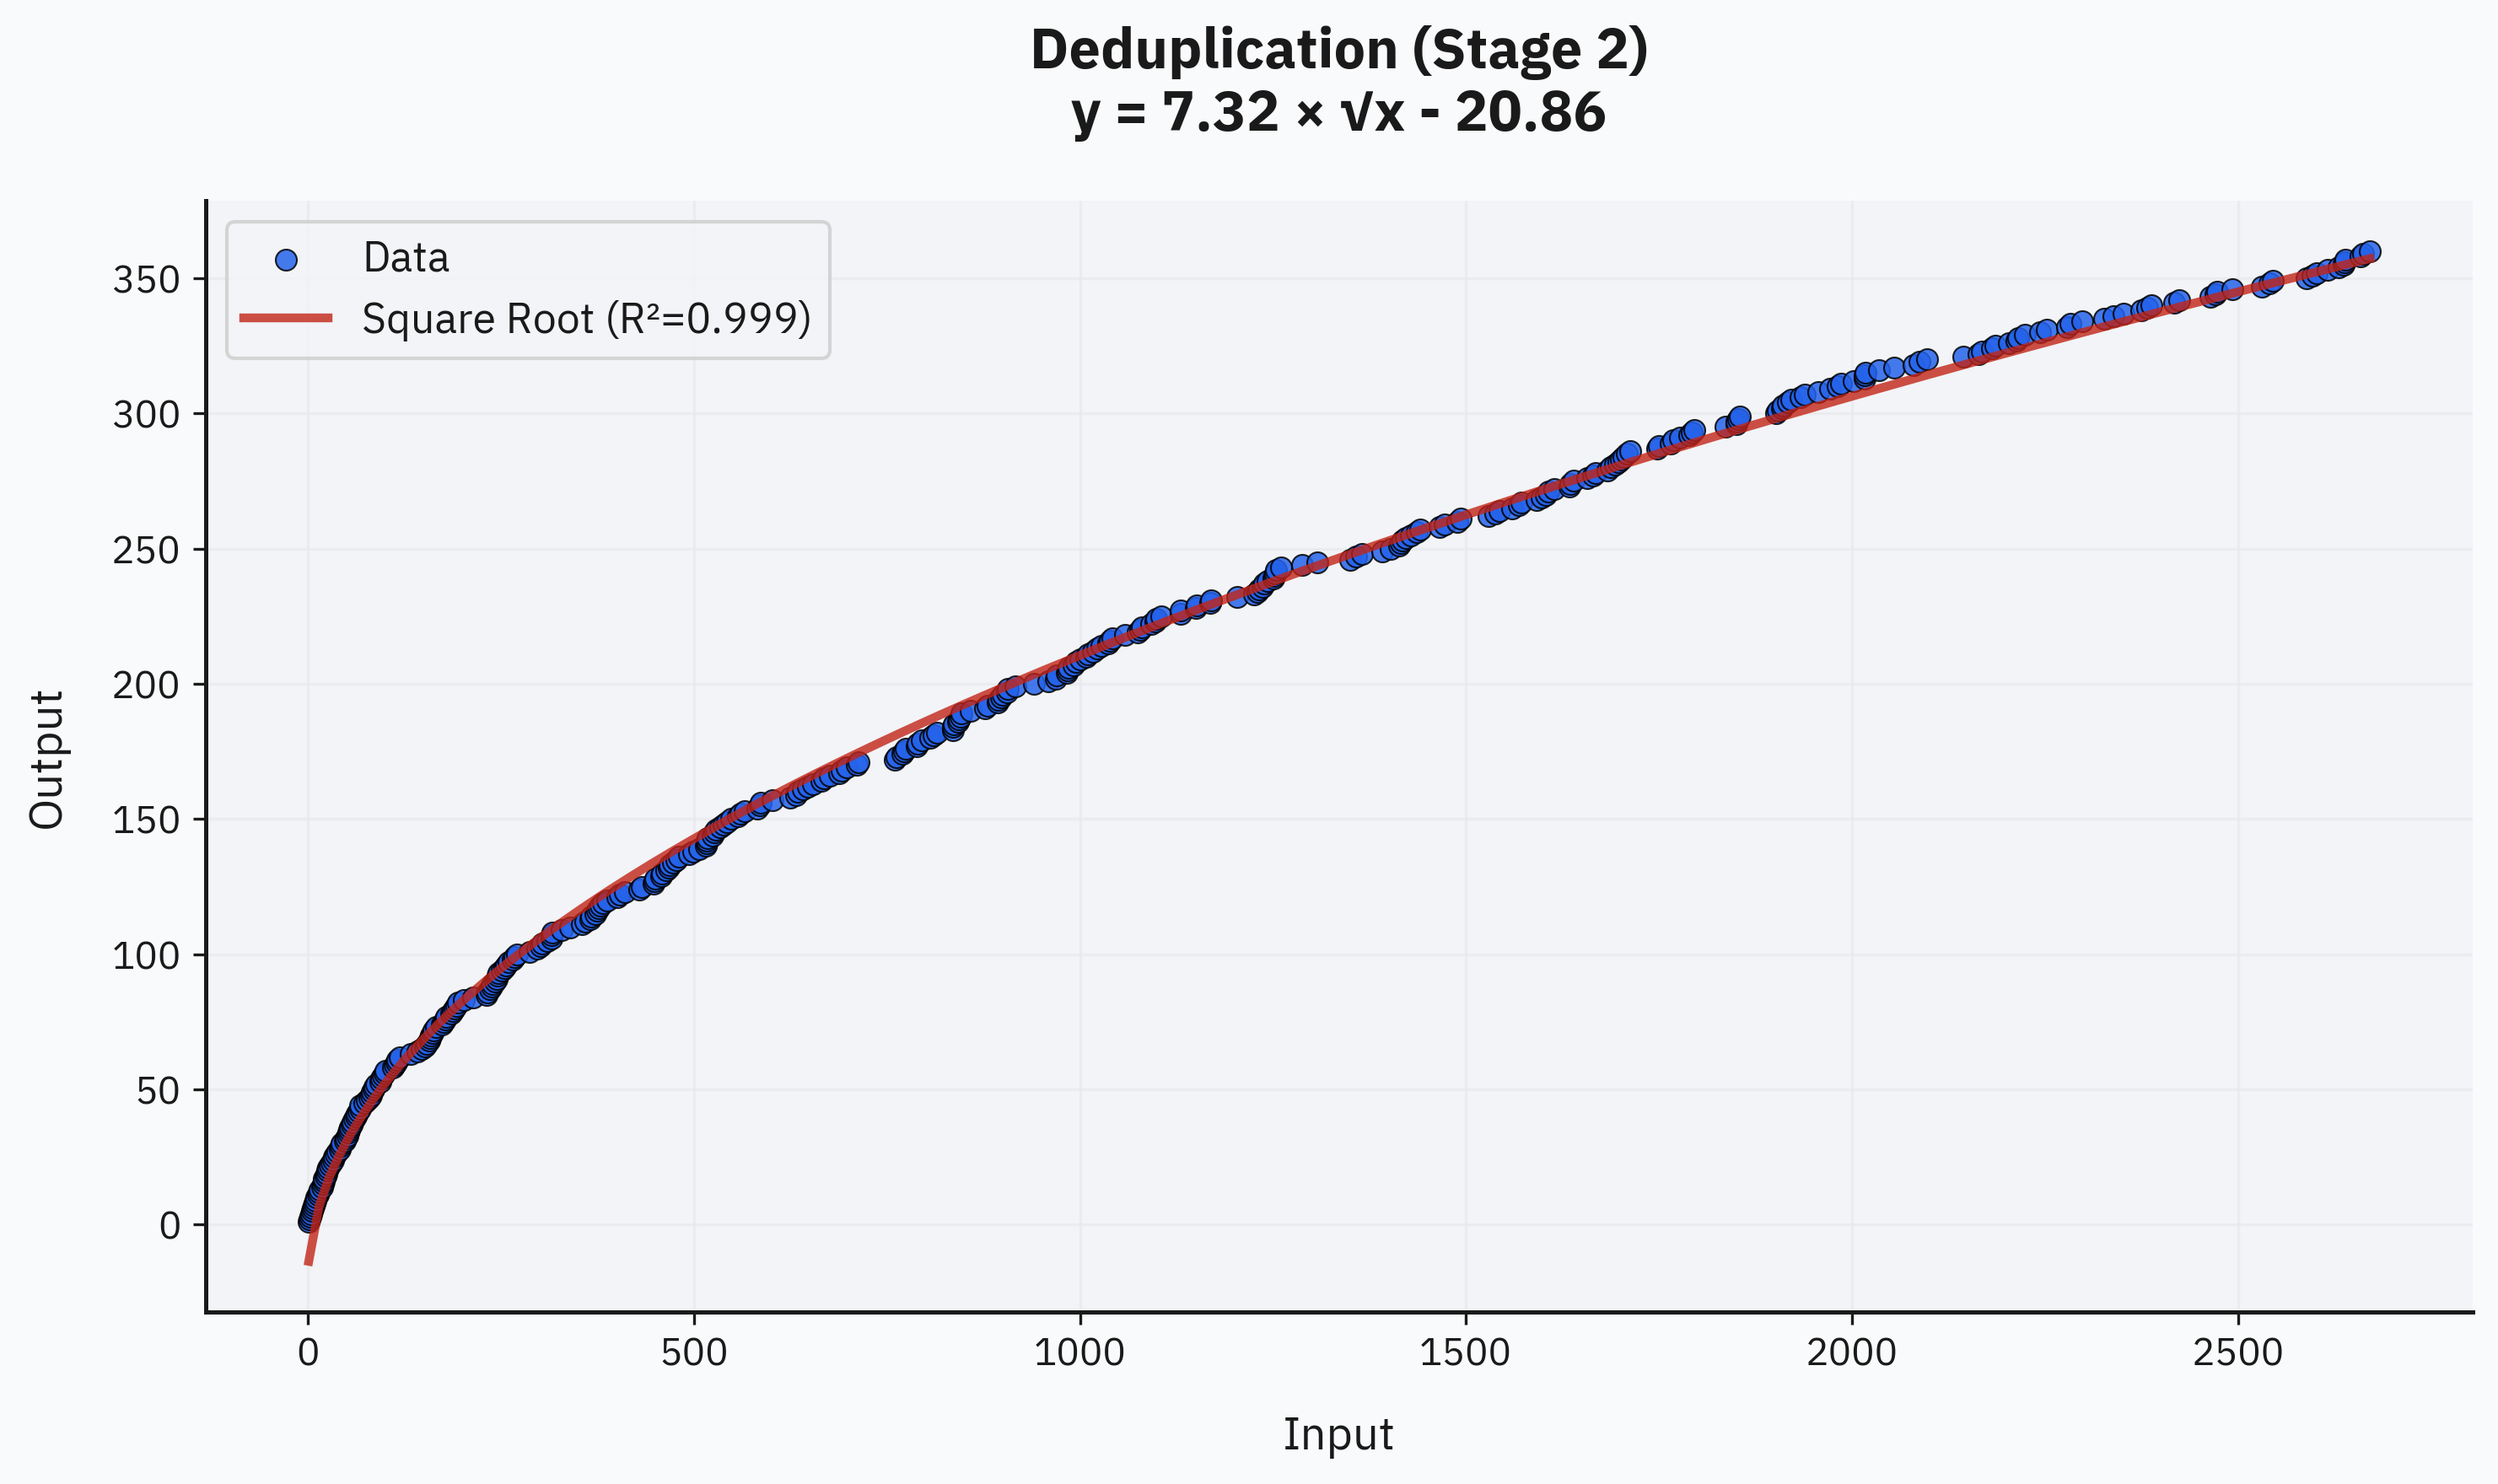 Deduplication (Stage 2)
y = 7.32 × √x - 20.86
Data
Square Root (R²=0.999)
350
300
250
200
150
100
50
0
Output
0 500 1000 1500 2000 2500
Input